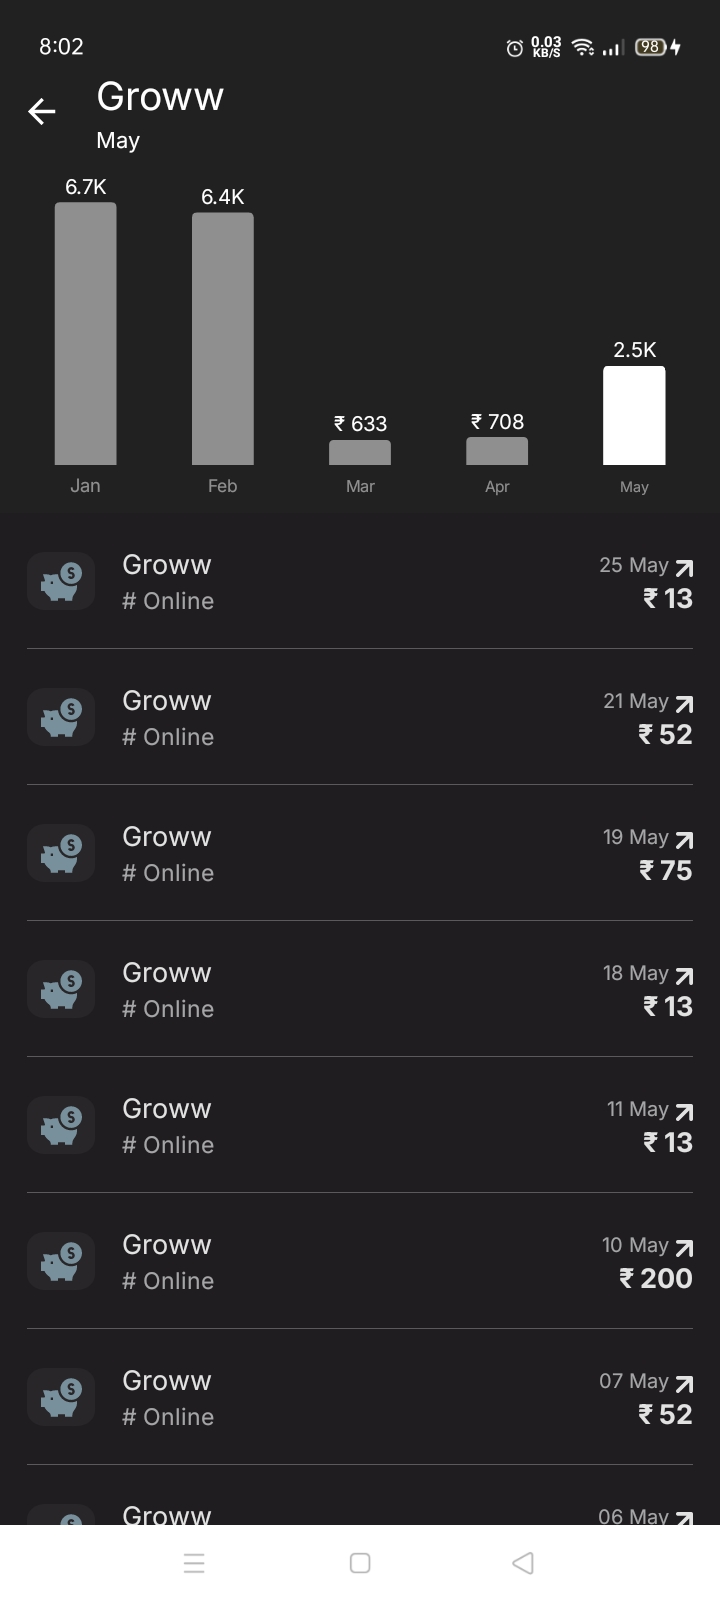 8:02
0.03
KB/S
98
Groww
May
6.7K
6.4K
2.5K
₹ 633
₹ 708
Jan
Feb
Mar
Apr
May
Groww
25 May
# Online
₹ 13
Groww
21 May
# Online
₹ 52
Groww
19 May
# Online
₹ 75
Groww
18 May
# Online
₹ 13
Groww
11 May
# Online
₹ 13
Groww
10 May
# Online
₹ 200
Groww
07 May
# Online
₹ 52
Groww
06 May